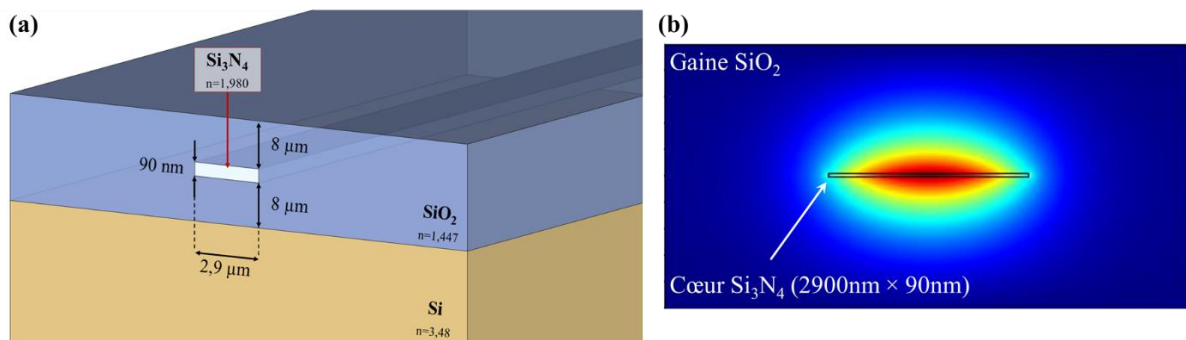 (a)
Si₃N₄
n=1,980
90 nm
8 µm
8 µm
2,9 µm
SiO₂
n=1,447
Si
n=3,48
(b)
Gaine SiO₂
Cœur Si₃N₄ (2900nm × 90nm)